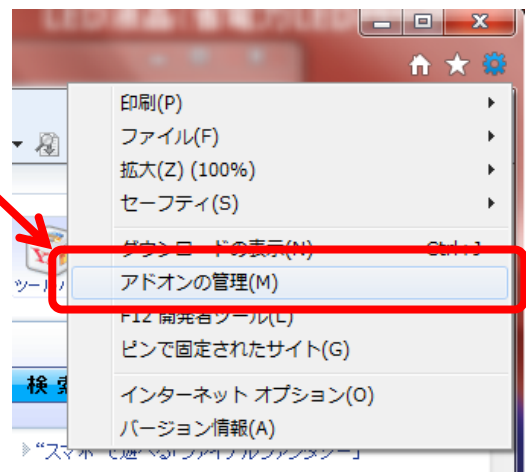 印刷(P)
ファイル(F)
拡大(Z) (100%)
セーフティ(S)
ダウンロードの表示(N) Ctrl+J
アドオンの管理(M)
F12 開発者ツール(L)
ピンで固定されたサイト(G)
検索
インターネット オプション(O)
バージョン情報(A)